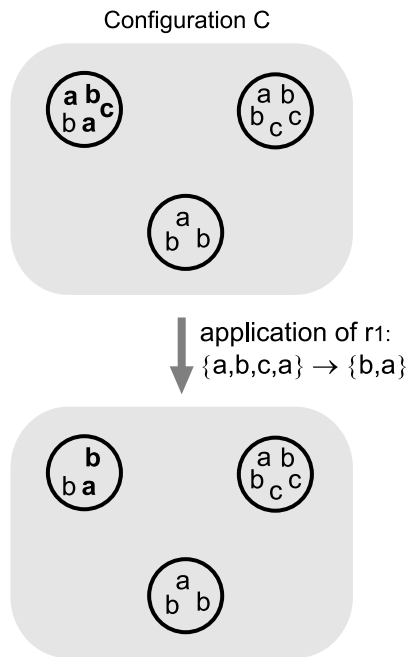 Configuration C
a b
c
b a
a b
b c
c
a
b b
application of r1:
{a,b,c,a} → {b,a}
b
b a
a b
b c
c
a
b b